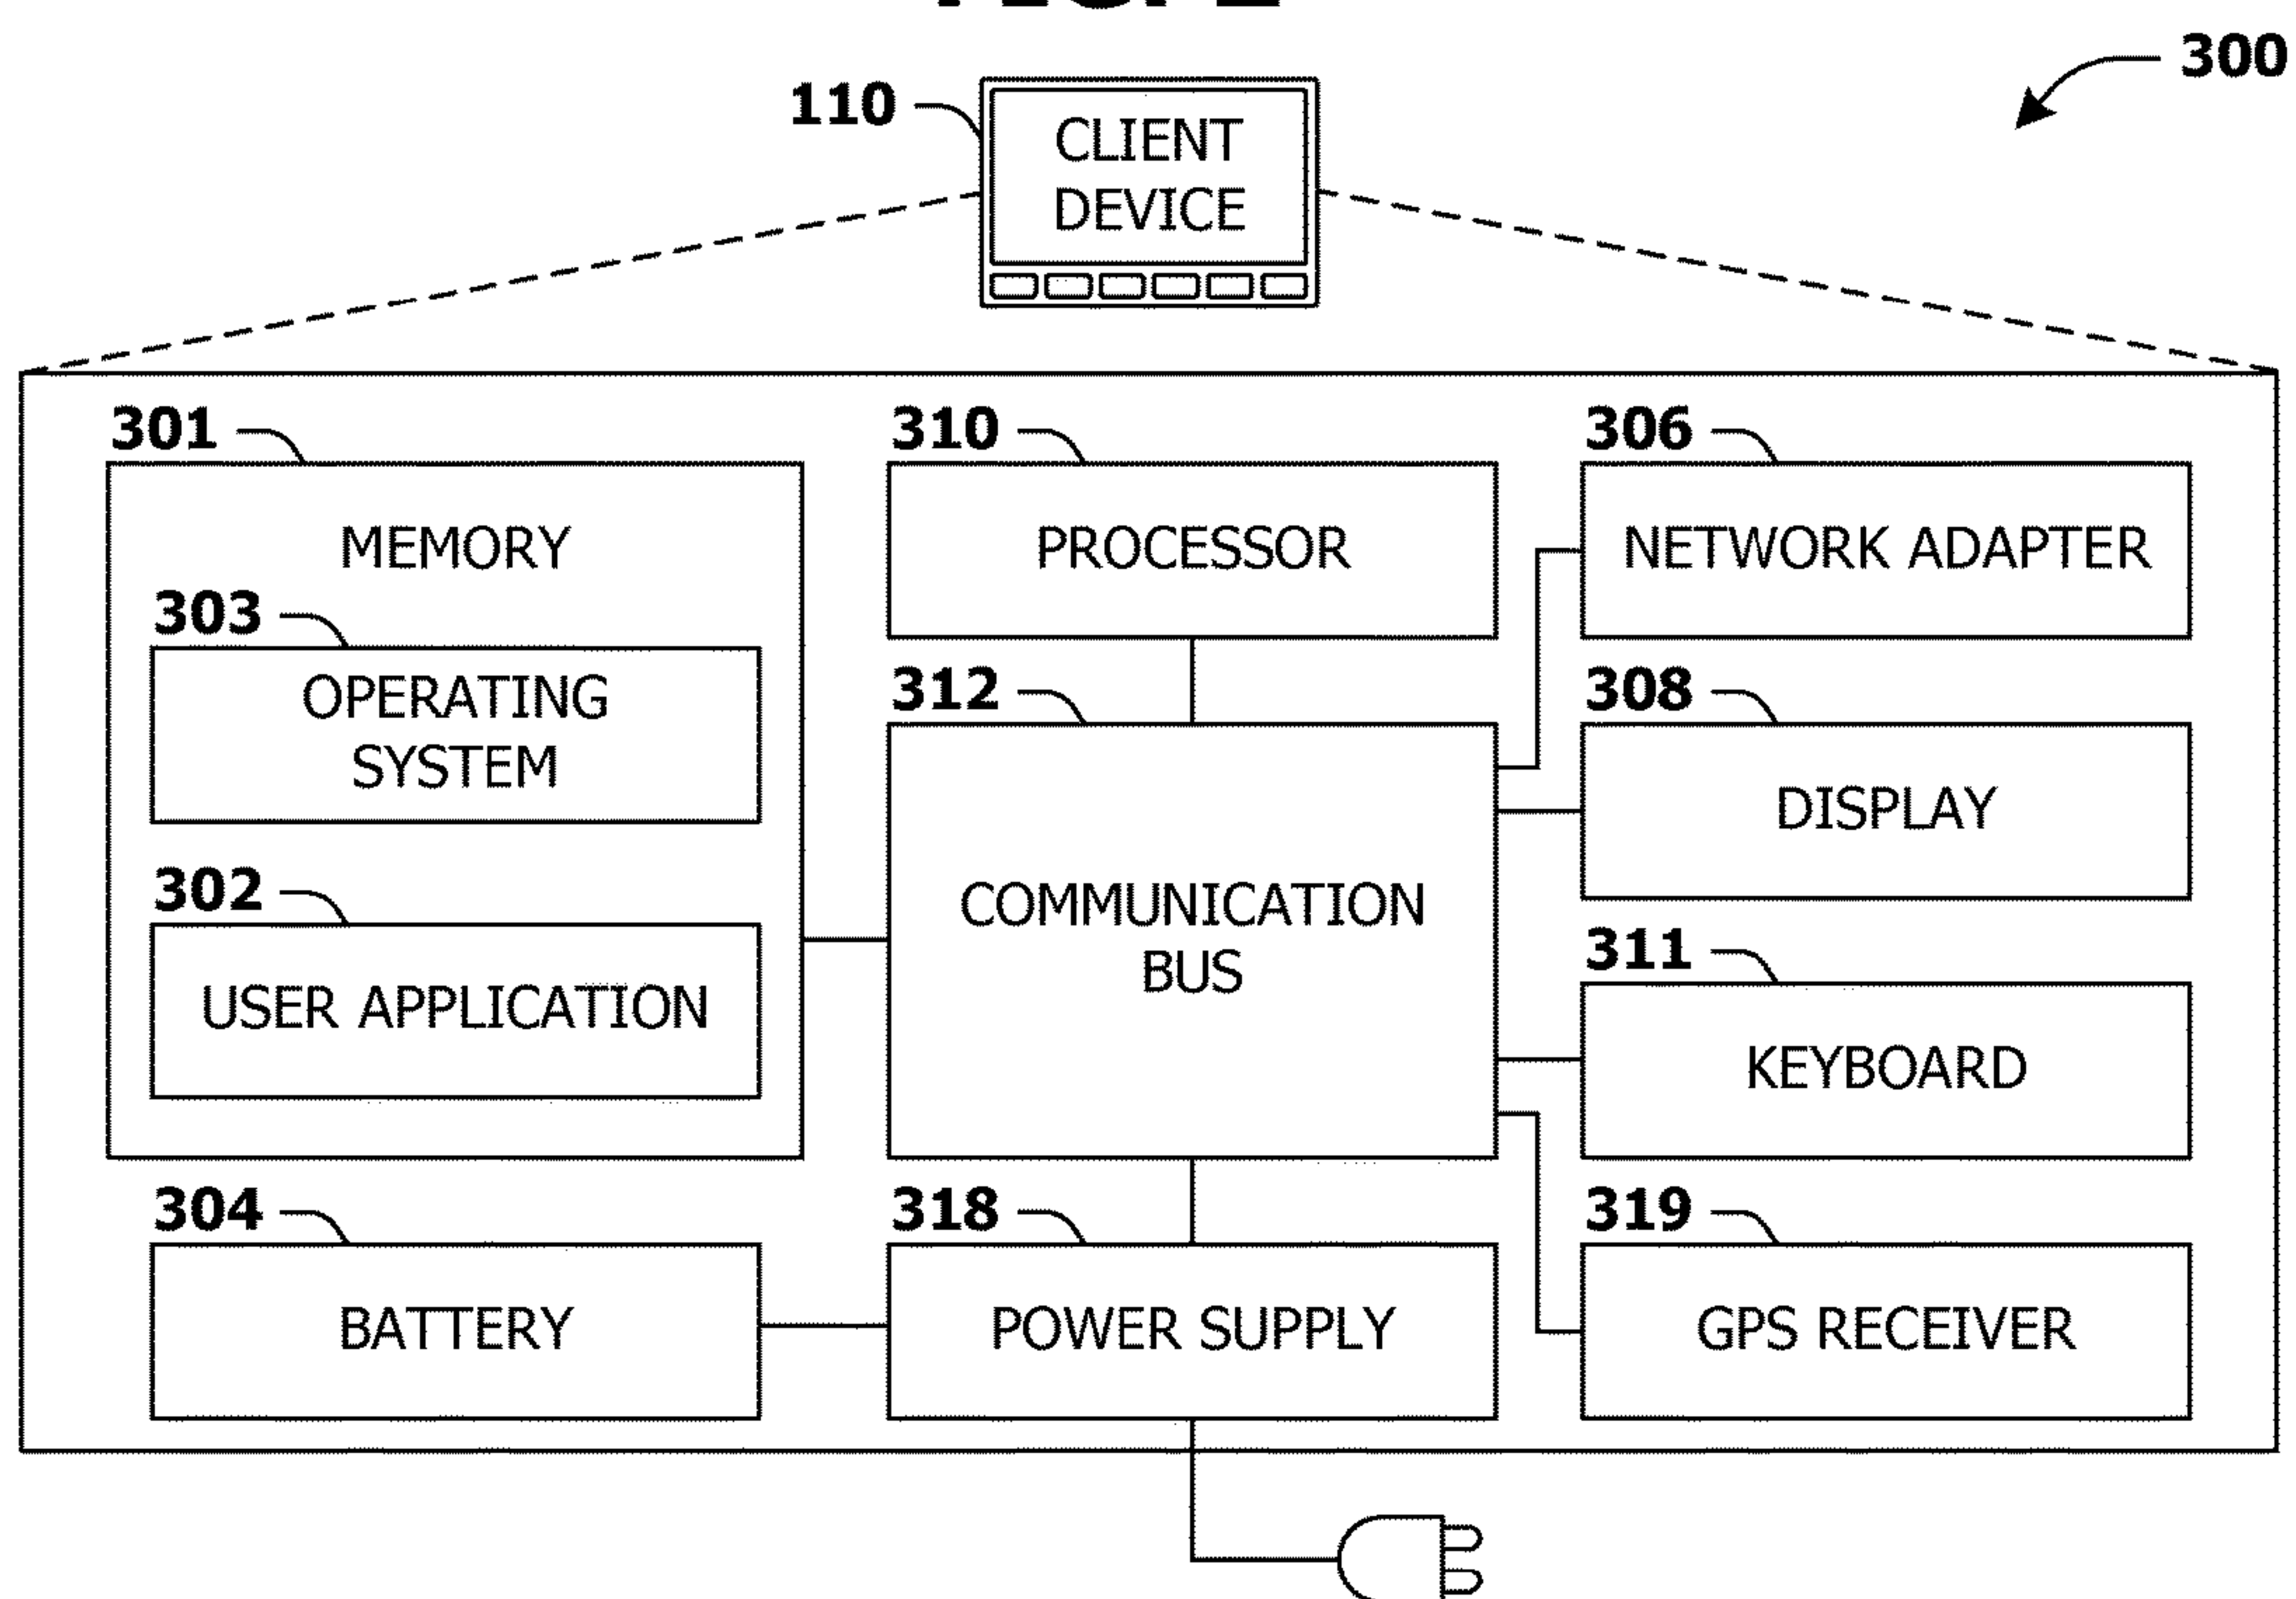 300
110
CLIENT
DEVICE
301
310
306
MEMORY
PROCESSOR
NETWORK ADAPTER
303
OPERATING
SYSTEM
312
308
DISPLAY
302
USER APPLICATION
COMMUNICATION
BUS
311
KEYBOARD
304
318
319
BATTERY
POWER SUPPLY
GPS RECEIVER